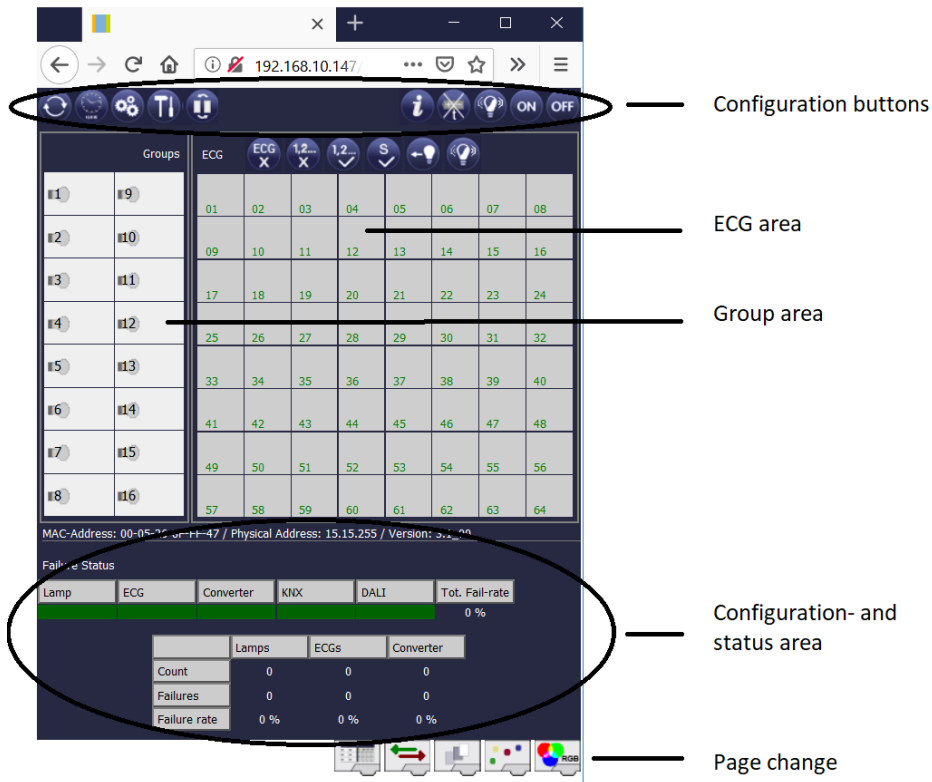 192.168.10.147/
Configuration buttons
i
ON
OFF
Groups
ECG
ECG
1,2...
1,2...
S
1 9
01 02 03 04 05 06 07 08
ECG area
2 10
09 10 11 12 13 14 15 16
3 11
17 18 19 20 21 22 23 24
Group area
4 12
25 26 27 28 29 30 31 32
5 13
33 34 35 36 37 38 39 40
6 14
41 42 43 44 45 46 47 48
7 15
49 50 51 52 53 54 55 56
8 16
57 58 59 60 61 62 63 64
MAC-Address: / Physical Address: 15.15.255 / Version:
Failure Status
Lamp ECG Converter KNX DALI Tot. Fail-rate
0 %
Configuration- and
status area
Lamps ECGs Converter
Count 0 0 0
Failures 0 0 0
Failure rate 0 % 0 % 0 %
RGB
Page change